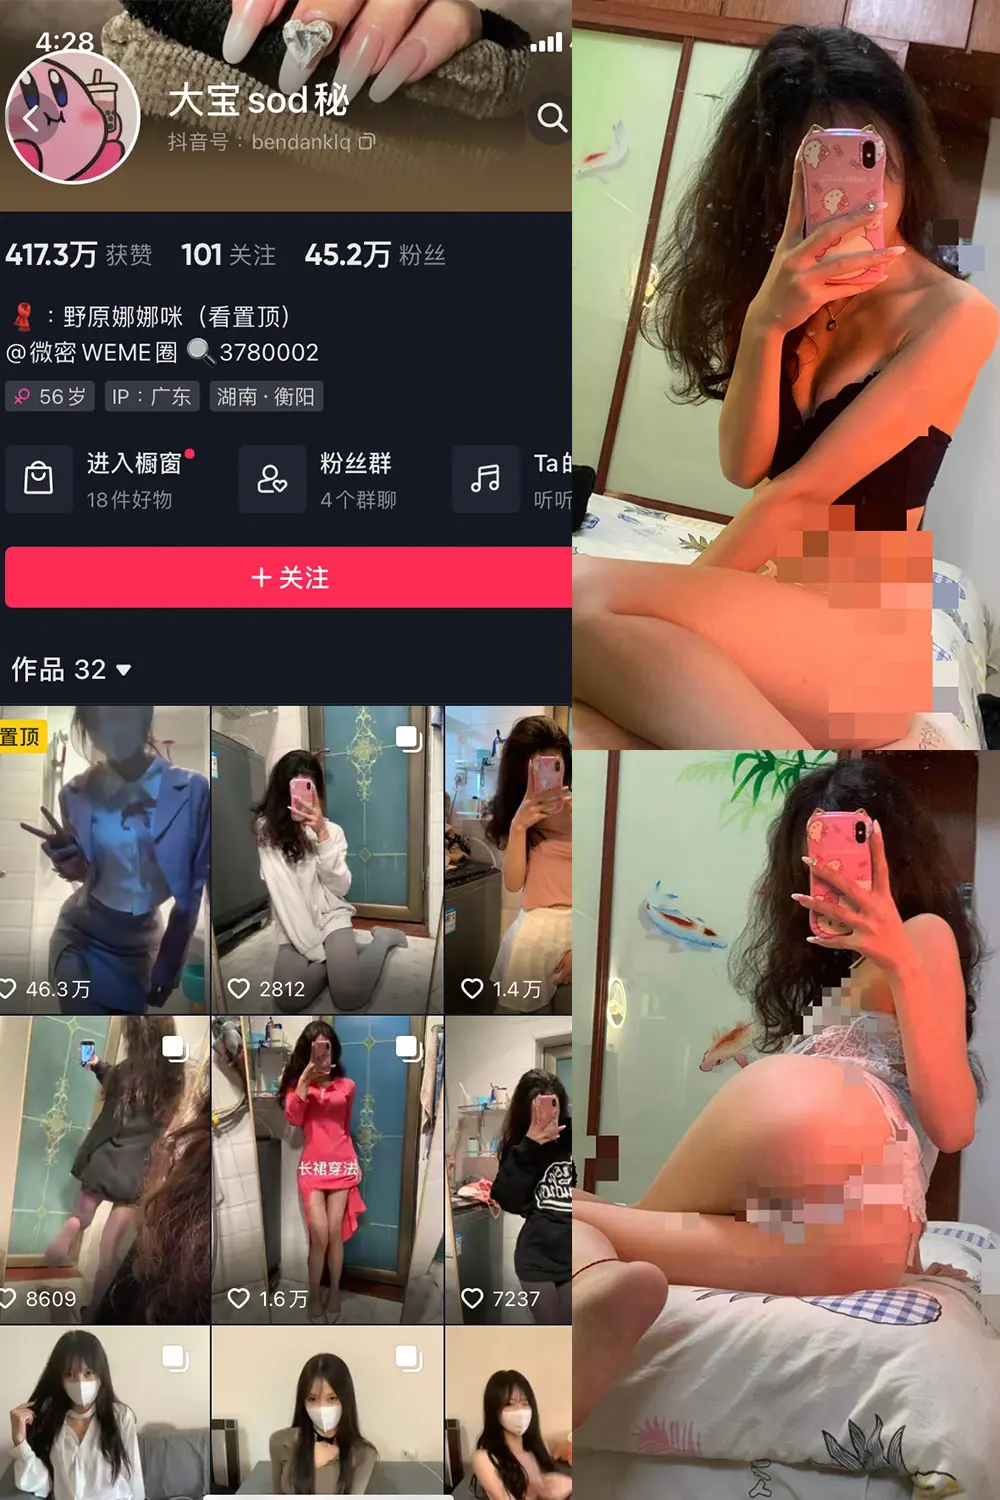 4:28
大宝sod秘
抖音号：bendanklq
417.3万 获赞 101 关注 45.2万 粉丝
：野原娜娜咪（看置顶）
@微密WEME圈 🔍3780002
56岁 IP：广东 湖南·衡阳
进入橱窗 粉丝群 Ta的
18件好物 4个群聊 听听
+ 关注
作品 32
置顶
46.3万 2812 1.4万
长裙穿法
8609 1.6万 7237